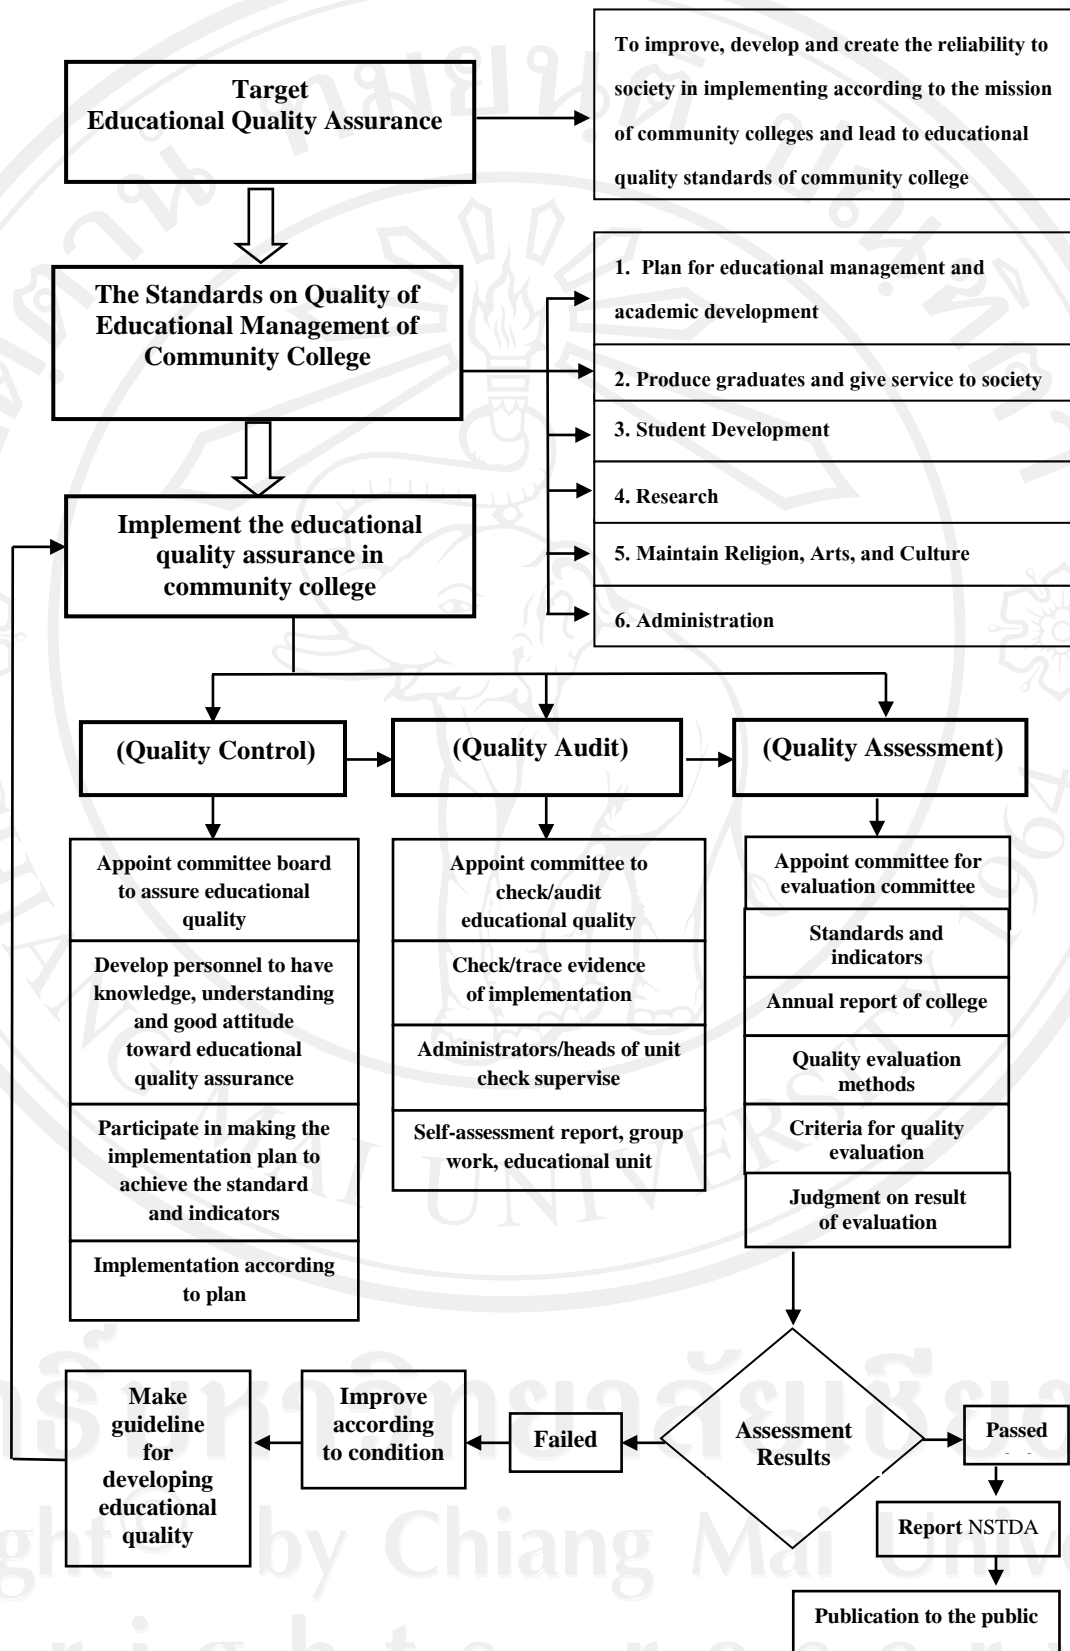 Target
Educational Quality Assurance
To improve, develop and create the reliability to
society in implementing according to the mission
of community colleges and lead to educational
quality standards of community college
The Standards on Quality of
Educational Management of
Community College
1. Plan for educational management and
academic development
2. Produce graduates and give service to society
3. Student Development
4. Research
5. Maintain Religion, Arts, and Culture
6. Administration
Implement the educational
quality assurance in
community college
(Quality Control)
(Quality Audit)
(Quality Assessment)
Appoint committee board
to assure educational
quality
Develop personnel to have
knowledge, understanding
and good attitude
toward educational
quality assurance
Participate in making the
implementation plan to
achieve the standard
and indicators
Implementation according
to plan
Appoint committee to
check/audit
educational quality
Check/trace evidence
of implementation
Administrators/heads of unit
check supervise
Self-assessment report, group
work, educational unit
Appoint committee for
evaluation committee
Standards and
indicators
Annual report of college
Quality evaluation
methods
Criteria for quality
evaluation
Judgment on result
of evaluation
Make
guideline
for
developing
educational
quality
Improve
according
to condition
Failed
Assessment
Results
Passed
Report NSTDA
Publication to the public
CHIANG MAI UNIVERSITY 1964
by Chiang Mai
rights